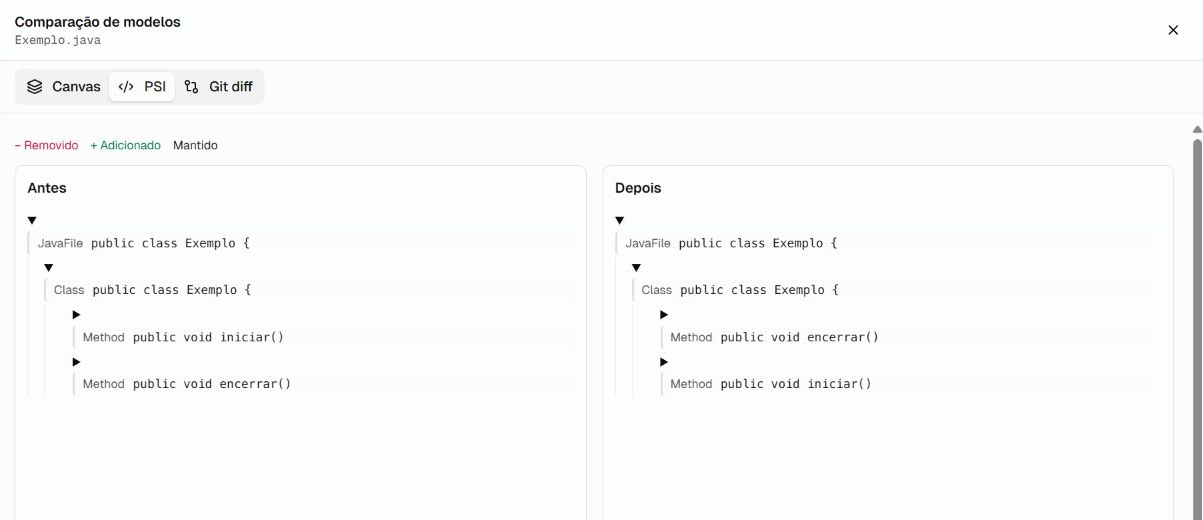 Comparação de modelos
Exemplo.java
Canvas </> PSI Git diff
− Removido + Adicionado Mantido
Antes
JavaFile public class Exemplo {
Class public class Exemplo {
Method public void iniciar()
Method public void encerrar()
Depois
JavaFile public class Exemplo {
Class public class Exemplo {
Method public void encerrar()
Method public void iniciar()